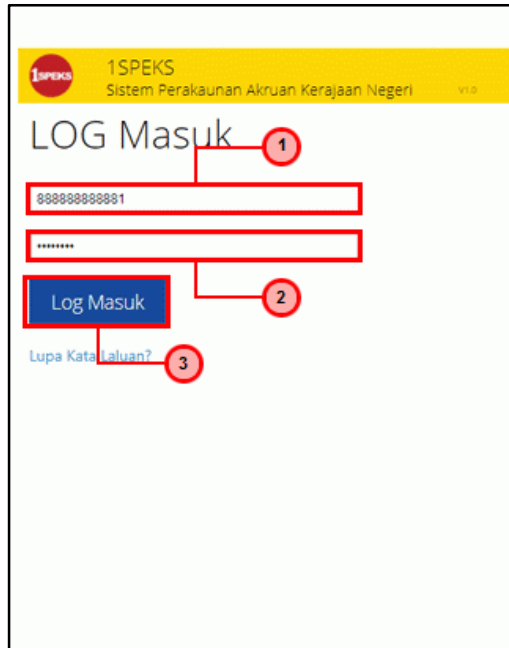 1SPEKS
1SPEKS
Sistem Perakaunan Akruan Kerajaan Negeri V1.0
LOG Masuk
1
888888888881
••••••••
2
Log Masuk
Lupa Kata Laluan?
3